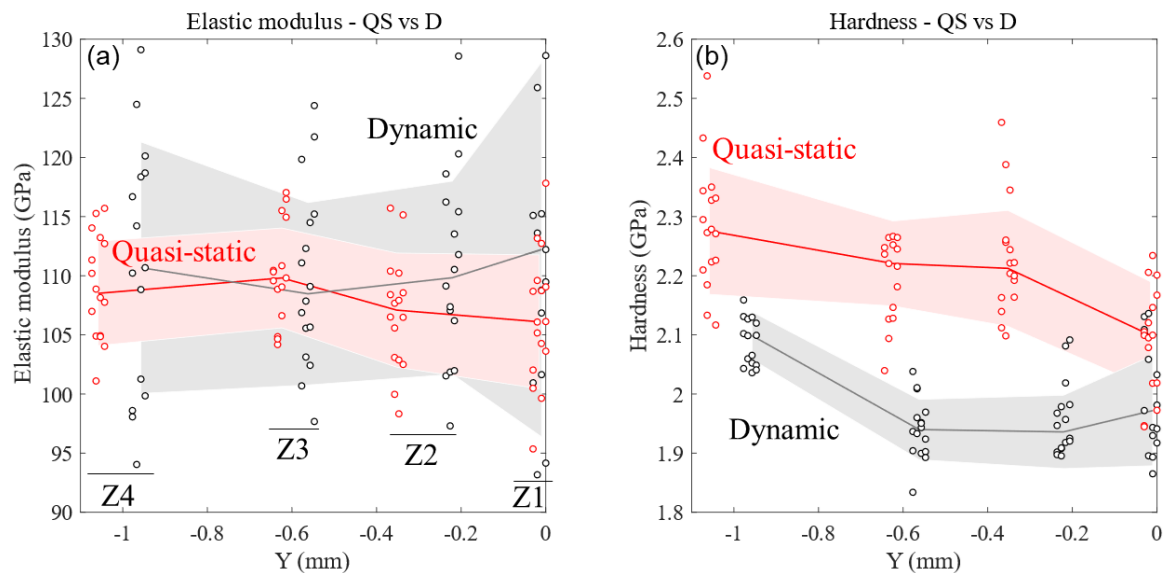 Elastic modulus - QS vs D
(a)
Elastic modulus (GPa)
130
125
120
115
110
105
100
95
90
Dynamic
Quasi-static
Z4
Z3
Z2
Z1
-1
-0.8
-0.6
-0.4
-0.2
0
Y (mm)
Hardness - QS vs D
(b)
Hardness (GPa)
2.6
2.5
2.4
2.3
2.2
2.1
2
1.9
1.8
Quasi-static
Dynamic
-1
-0.8
-0.6
-0.4
-0.2
0
Y (mm)